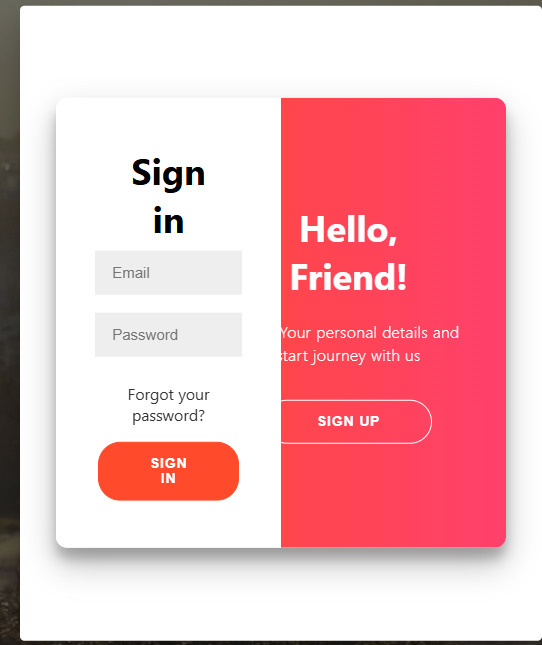 Sign
in
Email
Password
Forgot your
password?
SIGN
IN
Hello,
Friend!
Your personal details and
start journey with us
SIGN UP